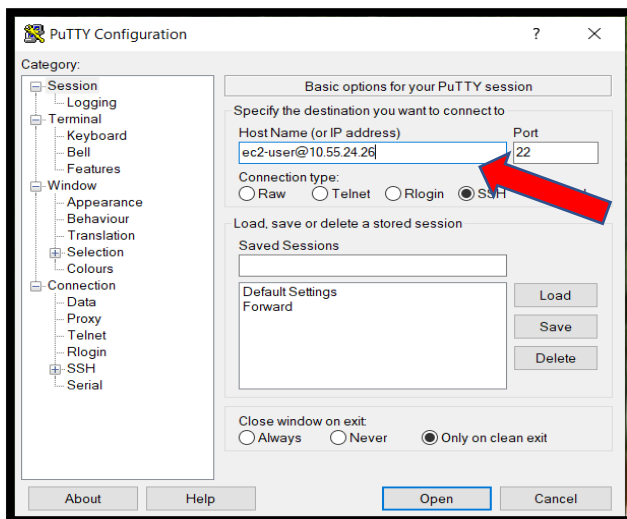 PuTTY Configuration
?
Category:
Session
Logging
Terminal
Keyboard
Bell
Features
Window
Appearance
Behaviour
Translation
Selection
Colours
Connection
Data
Proxy
Telnet
Rlogin
SSH
Serial
Basic options for your PuTTY session
Specify the destination you want to connect to
Host Name (or IP address) Port
ec2-user@10.55.24.26 22
Connection type:
Raw Telnet Rlogin SSH
Load, save or delete a stored session
Saved Sessions
Default Settings
Forward
Load
Save
Delete
Close window on exit:
Always Never Only on clean exit
About Help Open Cancel